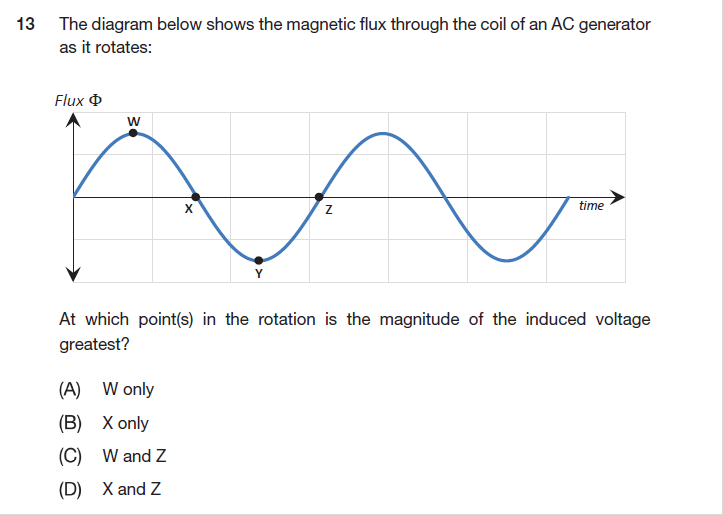 13 The diagram below shows the magnetic flux through the coil of an AC generator
as it rotates:
Flux Φ
W
X
Z
time
Y
At which point(s) in the rotation is the magnitude of the induced voltage
greatest?
(A) W only
(B) X only
(C) W and Z
(D) X and Z